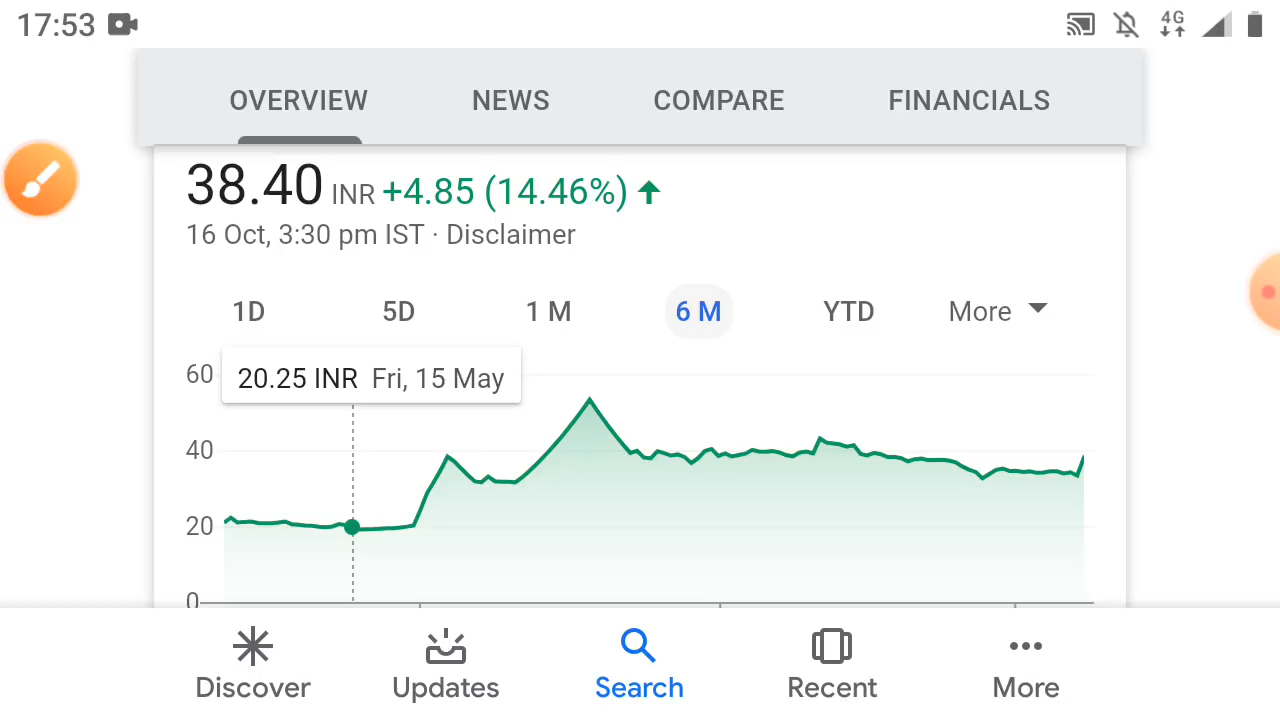 17:53 4G
OVERVIEW NEWS COMPARE FINANCIALS
38.40 INR +4.85 (14.46%)
16 Oct, 3:30 pm IST · Disclaimer
1D 5D 1 M 6 M YTD More
60 20.25 INR Fri, 15 May
40
20
0
Discover Updates Search Recent More